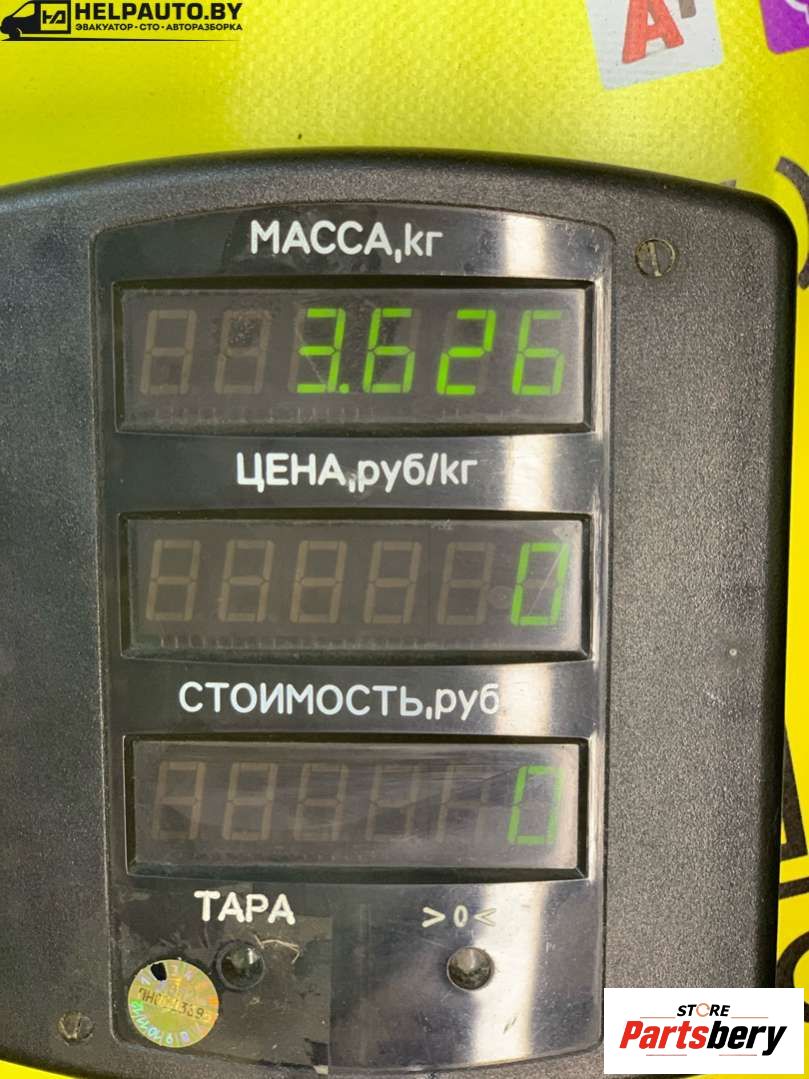 HELPAUTO.BY
ЭВАКУАТОР•СТО•АВТОРАЗБОРКА
МАССА,кг
3.626
ЦЕНА,руб/кг
0
СТОИМОСТЬ,руб
0
ТАРА
>0<
STORE
Partsbery